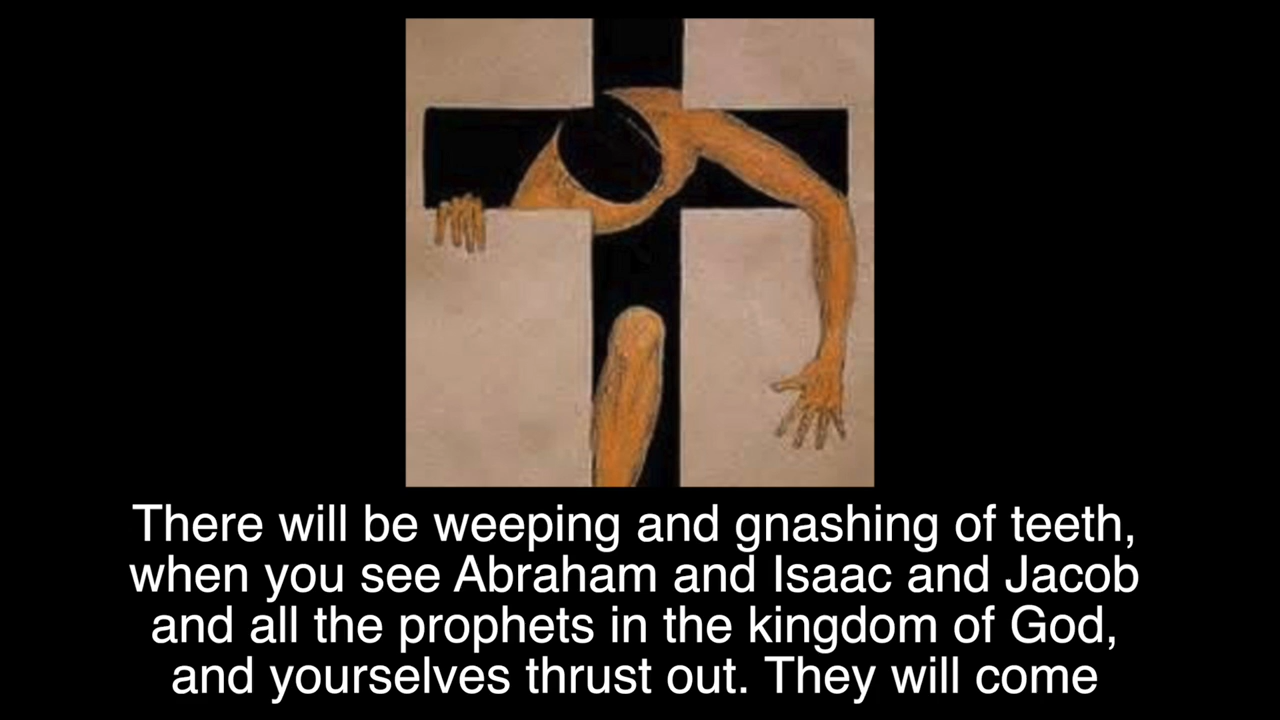 There will be weeping and gnashing of teeth,
when you see Abraham and Isaac and Jacob
and all the prophets in the kingdom of God,
and yourselves thrust out. They will come